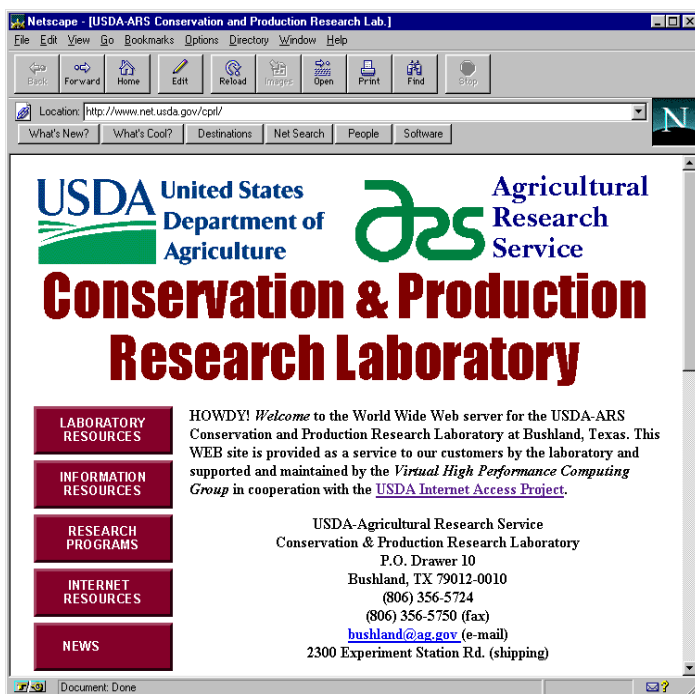 Netscape - [USDA-ARS Conservation and Production Research Lab.]
File Edit View Go Bookmarks Options Directory Window Help
Back Forward Home Edit Reload Images Open Print Find Stop
Location: http://www.net.usda.gov/cprl/
N
What's New? What's Cool? Destinations Net Search People Software
USDA United States
Department of
Agriculture
ars Agricultural
Research
Service
Conservation & Production
Research Laboratory
LABORATORY
RESOURCES
INFORMATION
RESOURCES
RESEARCH
PROGRAMS
INTERNET
RESOURCES
NEWS
HOWDY! Welcome to the World Wide Web server for the USDA-ARS
Conservation and Production Research Laboratory at Bushland, Texas. This
WEB site is provided as a service to our customers by the laboratory and
supported and maintained by the Virtual High Performance Computing
Group in cooperation with the USDA Internet Access Project.
USDA-Agricultural Research Service
Conservation & Production Research Laboratory
P.O. Drawer 10
Bushland, TX 79012-0010
(806) 356-5724
(806) 356-5750 (fax)
bushland@ag.gov (e-mail)
2300 Experiment Station Rd. (shipping)
Document: Done
?